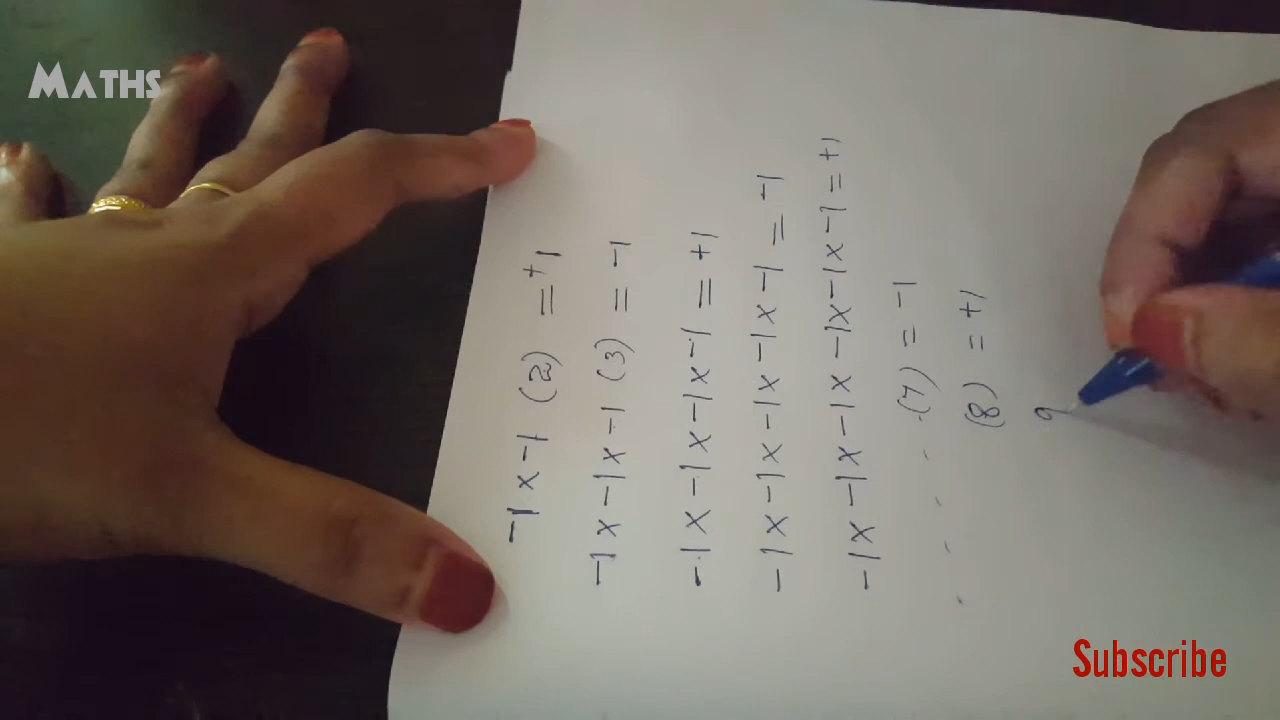 MATHS
-1 x -1 (2) = +1
-1 x -1 x -1 (3) = -1
-1 x -1 x -1 x -1 = +1
-1 x -1 x -1 x -1 x -1 = -1
-1 x -1 x -1 x -1 x -1 x -1 = +1
- - - - (7) = -1
(8) = +1
9
Subscribe